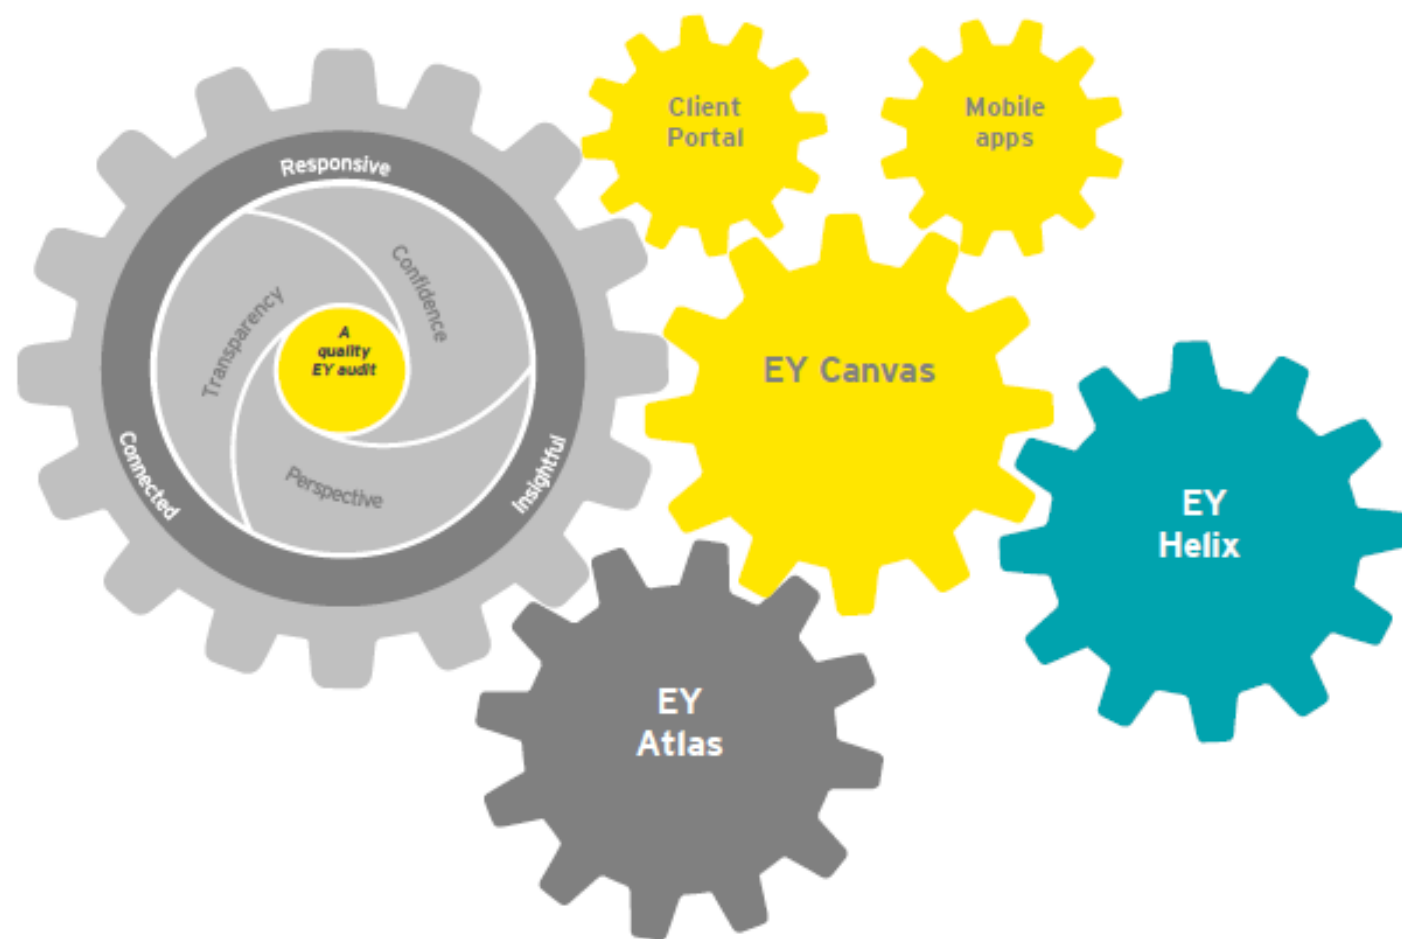 Client
Portal
Mobile
apps
Responsive
Confidence
Transparency
A
quality
EY audit
EY Canvas
Connected
Insightful
Perspective
EY
Helix
EY
Atlas